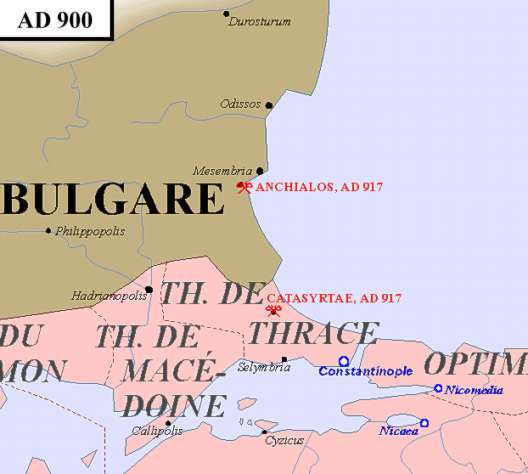 AD 900
Durosturum
Odissos
Mesembria
ANCHIALOS, AD 917
BULGARE
Philippopolis
Hadrianopolis
TH. DE
CATASYRTAE, AD 917
THRACE
DU
MON
TH. DE
MACÉ-
DOINE
Selymbria
Constantinople
OPTIM
Nicomedia
Nicaea
Callipolis
Cyzicus